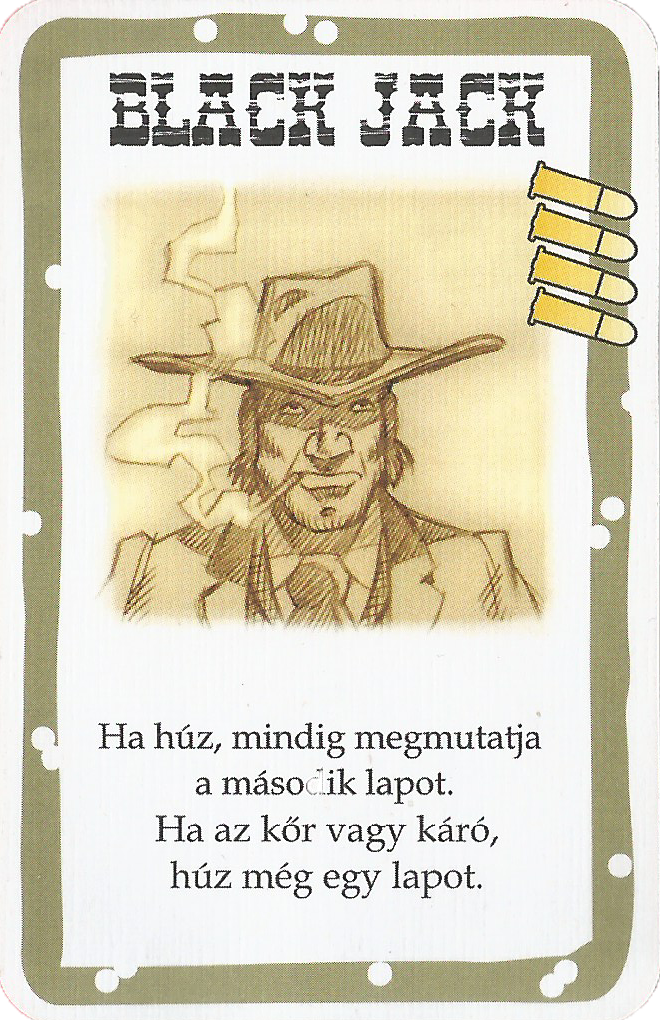 BLACK JACK
Ha húz, mindig megmutatja
a második lapot.
Ha az kőr vagy káró,
húz még egy lapot.